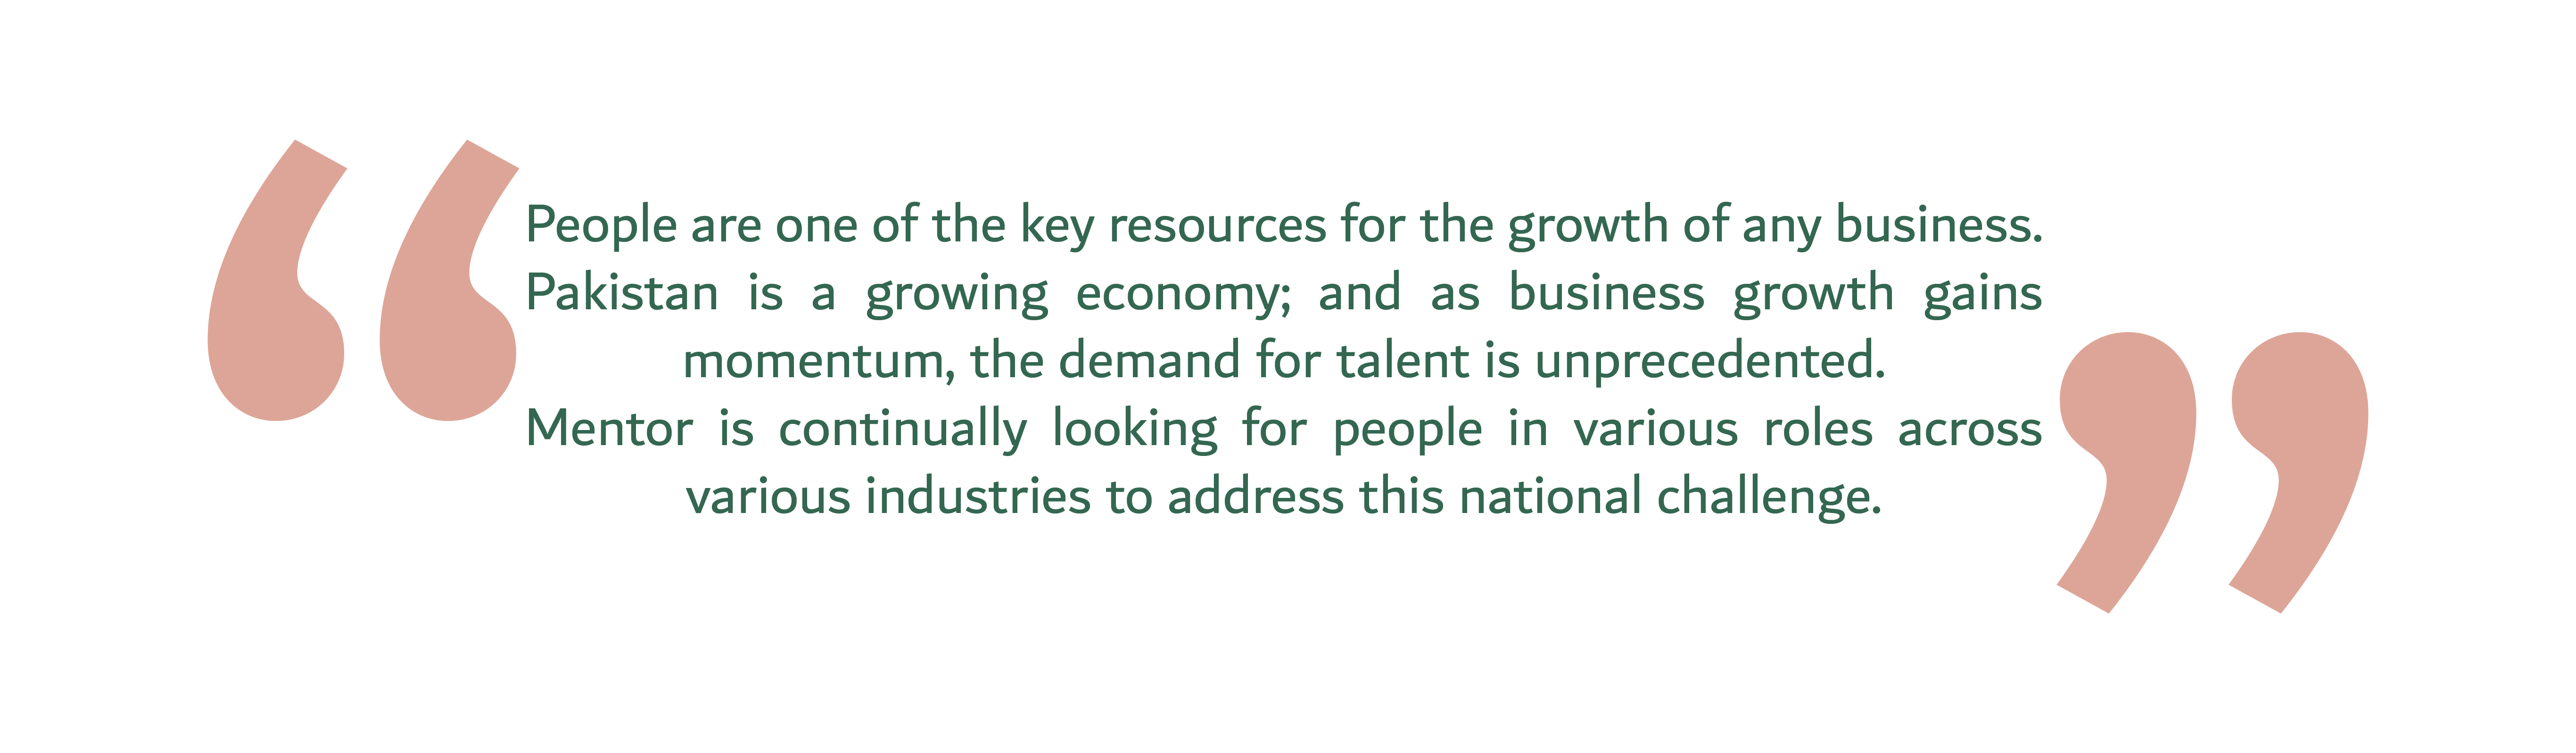 “People are one of the key resources for the growth of any business.
Pakistan is a growing economy; and as business growth gains
momentum, the demand for talent is unprecedented.
Mentor is continually looking for people in various roles across
various industries to address this national challenge.”